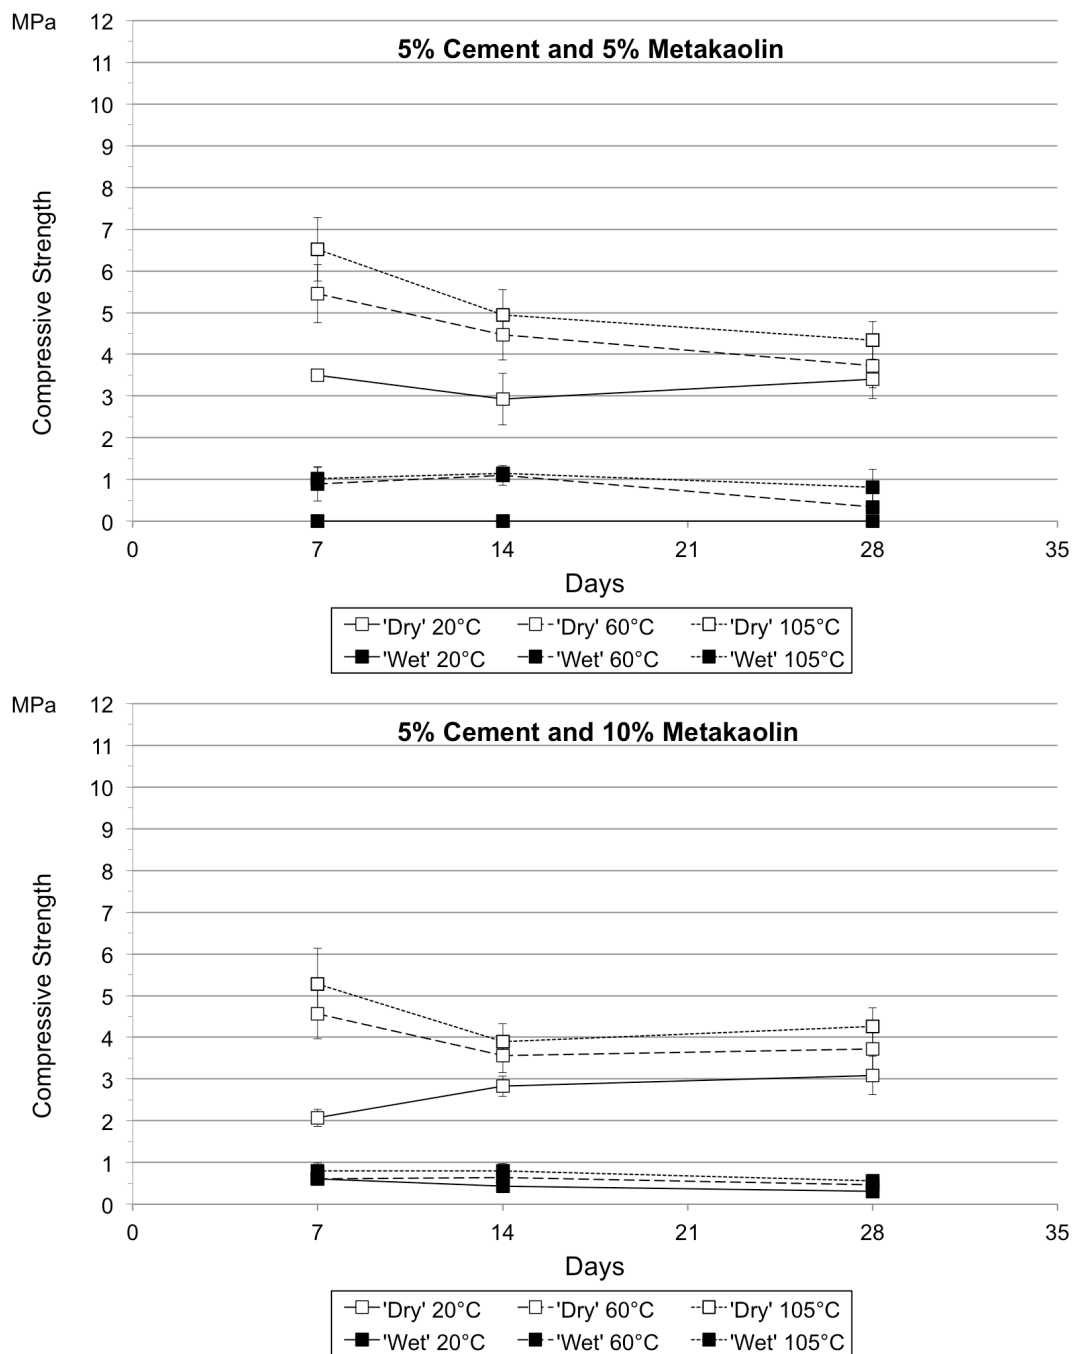 MPa
12
5% Cement and 5% Metakaolin
11
10
9
8
7
6
5
4
3
2
1
0
Compressive Strength
0 7 14 21 28 35
Days
'Dry' 20°C 'Dry' 60°C 'Dry' 105°C
'Wet' 20°C 'Wet' 60°C 'Wet' 105°C
MPa
12
5% Cement and 10% Metakaolin
11
10
9
8
7
6
5
4
3
2
1
0
Compressive Strength
0 7 14 21 28 35
Days
'Dry' 20°C 'Dry' 60°C 'Dry' 105°C
'Wet' 20°C 'Wet' 60°C 'Wet' 105°C